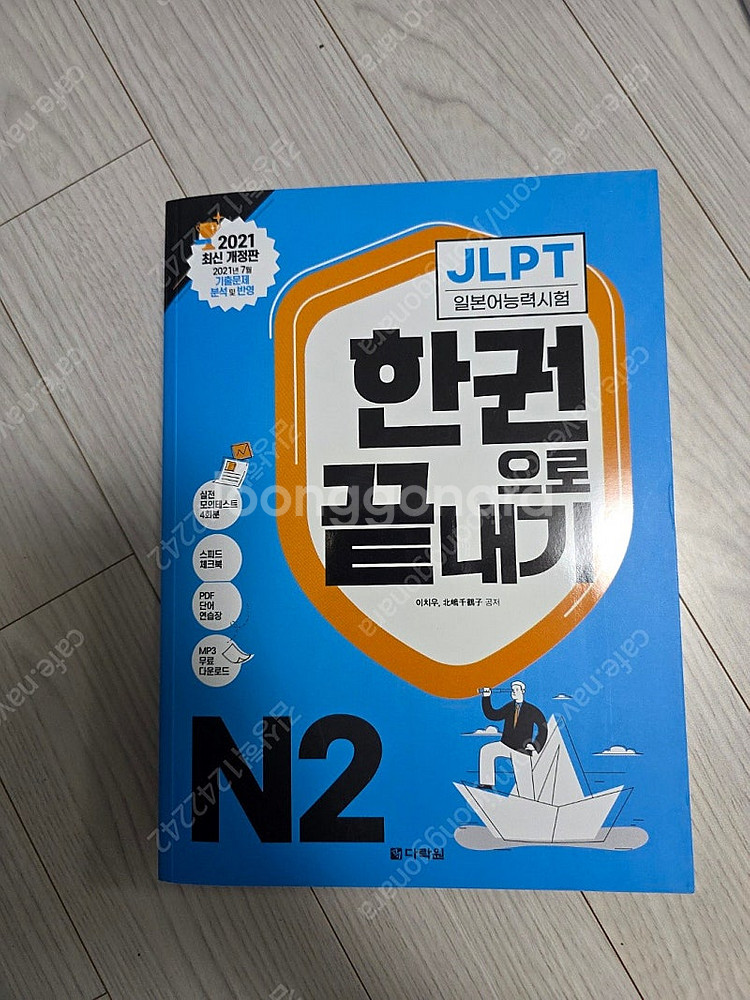 2021
최신 개정판
2021년 7월
기출문제
분석 및 반영
JLPT
일본어능력시험
한권
으로
끝내기
이치우, 北嶋千鶴子 공저
실전
모의테스트
4회분
스피드
체크북
PDF
단어
연습장
MP3
무료
다운로드
N2
다락원
joonggonara